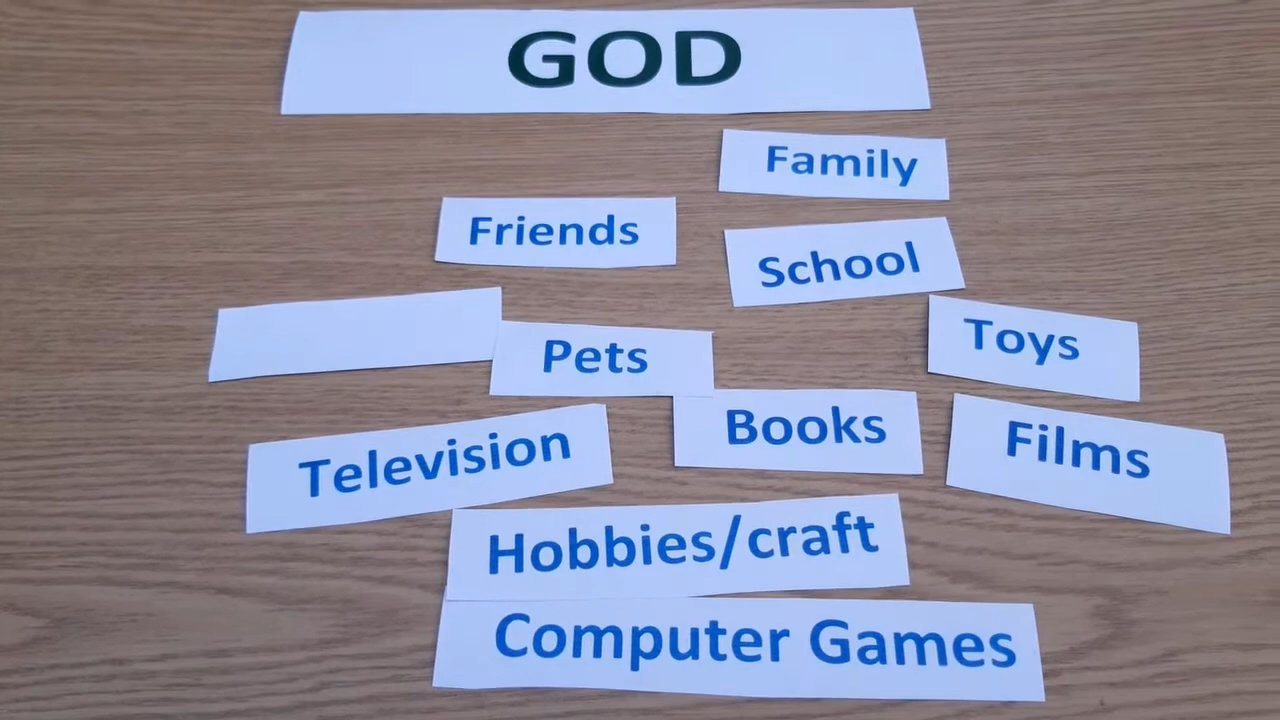 GOD
Family
Friends
School
Toys
Pets
Books
Films
Television
Hobbies/craft
Computer Games